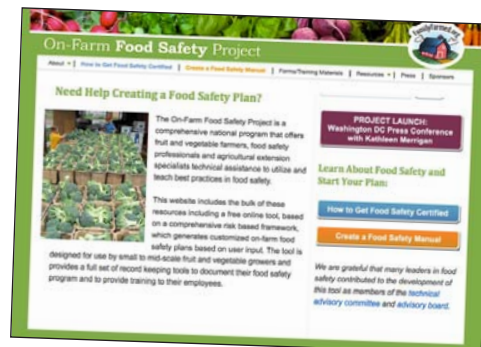 familyfarmed.org
On-Farm Food Safety Project
About | How to Get Food Safety Certified | Create a Food Safety Manual | Forms/Training Materials | Resources | Press | Sponsors
Need Help Creating a Food Safety Plan?
The On-Farm Food Safety Project is a
comprehensive national program that offers
fruit and vegetable farmers, food safety
professionals and agricultural extension
specialists technical assistance to utilize and
teach best practices in food safety.
This website includes the bulk of these
resources including a free online tool, based
on a comprehensive risk based framework,
which generates customized on-farm food
safety plans based on user input. The tool is
designed for use by small to mid-scale fruit and vegetable growers and
provides a full set of record keeping tools to document their food safety
program and to provide training to their employees.
PROJECT LAUNCH:
Washington DC Press Conference
with Kathleen Merrigan
Learn About Food Safety and
Start Your Plan:
How to Get Food Safety Certified
Create a Food Safety Manual
We are grateful that many leaders in food
safety contributed to the development of
this tool as members of the technical
advisory committee and advisory board.